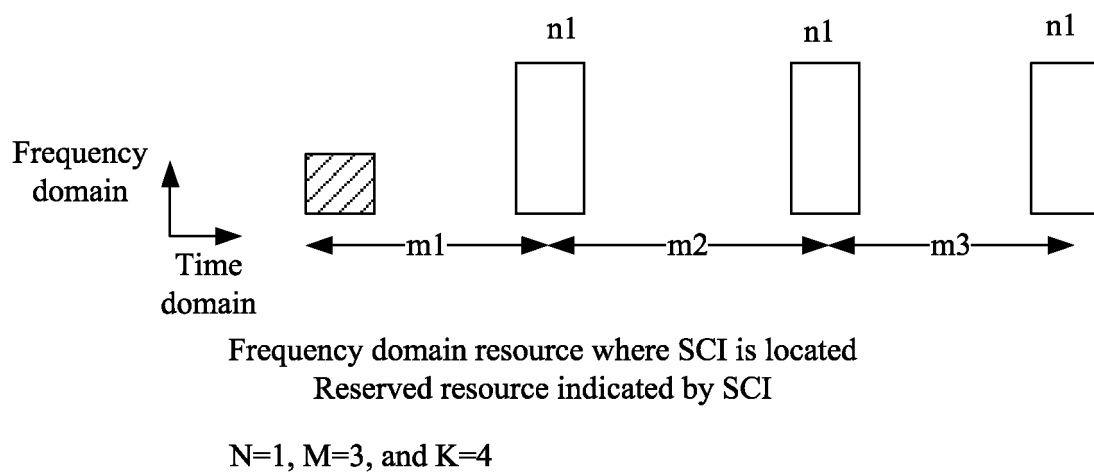 n1
n1
n1
Frequency
domain
m1
m2
m3
Time
domain
Frequency domain resource where SCI is located
Reserved resource indicated by SCI
N=1, M=3, and K=4